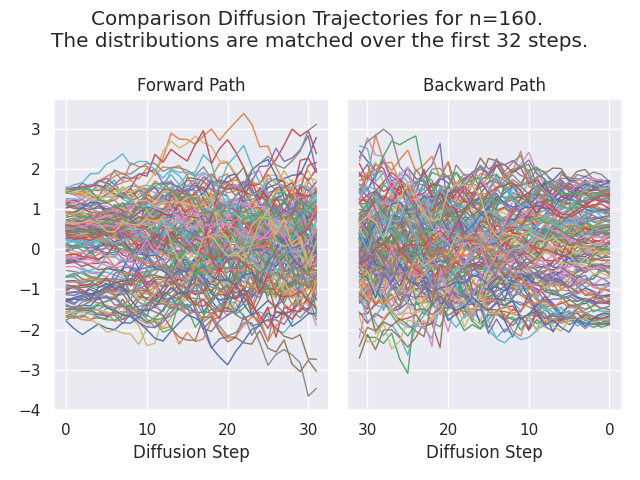 Comparison Diffusion Trajectories for n=160.
The distributions are matched over the first 32 steps.
Forward Path
Backward Path
3
2
1
0
−1
−2
−3
−4
0 10 20 30
30 20 10 0
Diffusion Step
Diffusion Step